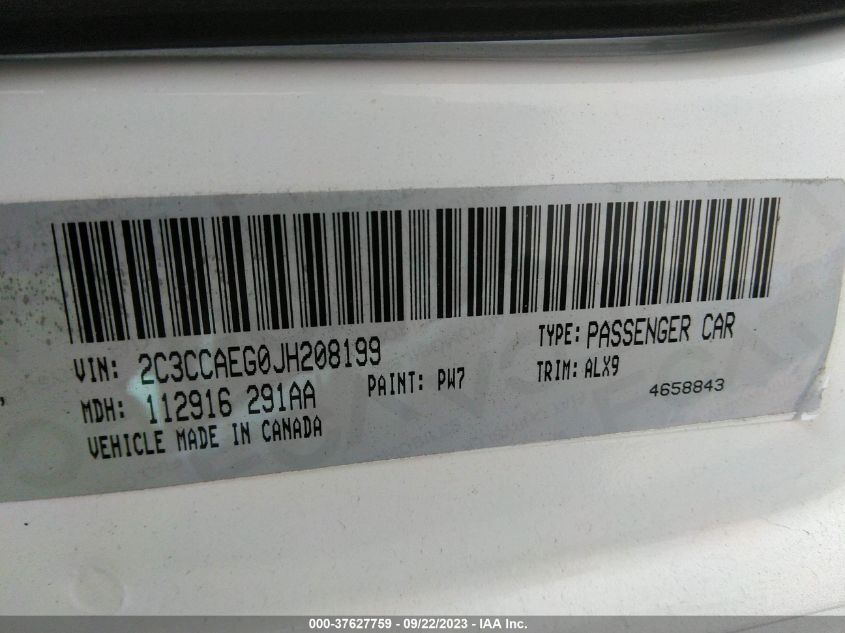 VIN: 2C3CCAEG0JH208199
TYPE: PASSENGER CAR
MDH: 112916 291AA
PAINT: PW7
TRIM: ALX9
4658843
VEHICLE MADE IN CANADA
000-37627759 - 09/22/2023 - IAA Inc.